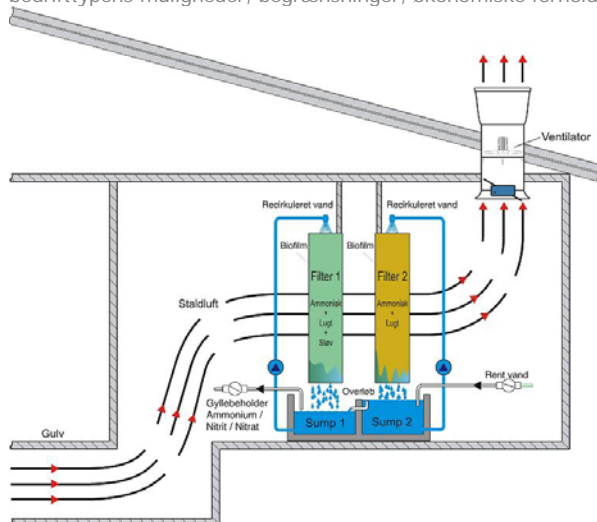 Ventilator
Recirkuleret vand
Recirkuleret vand
Biofilm
Biofilm
Filter 1
Filter 2
Staldluft
Ammoniak
+
Lugt
+
Støv
Ammoniak
+
Lugt
Rent vand
Gyllebeholder
Ammonium /
Nitrit / Nitrat
Overløb
Sump 1
Sump 2
Gulv